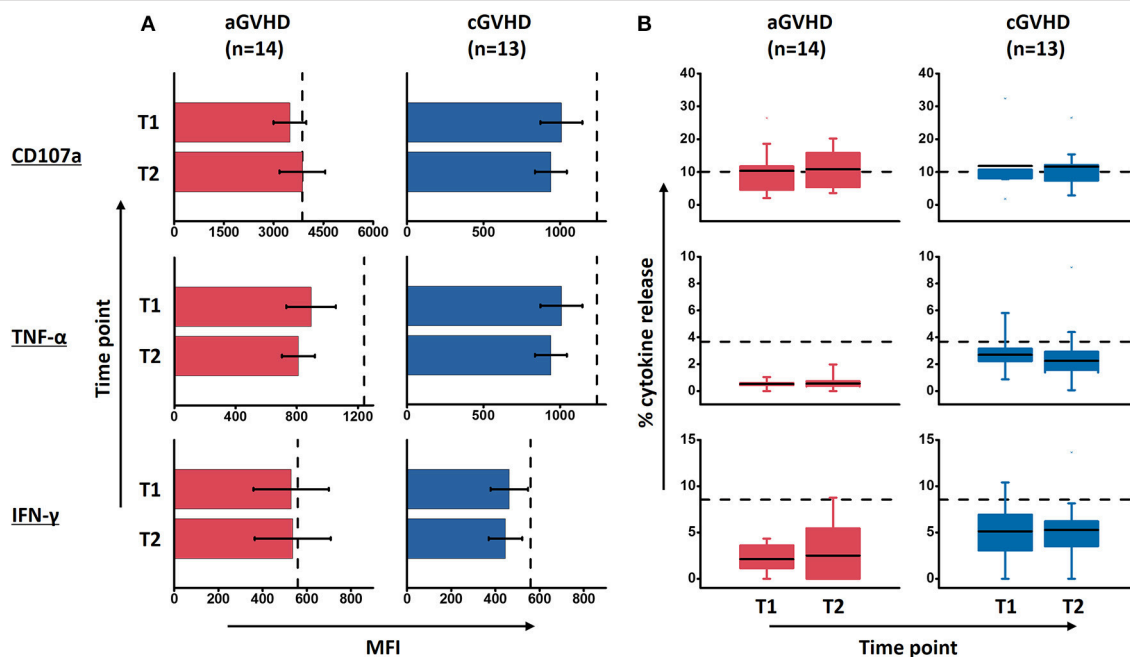 A
aGVHD
(n=14)
cGVHD
(n=13)
B
aGVHD
(n=14)
cGVHD
(n=13)
CD107a
T1
T2
0 1500 3000 4500 6000
0 500 1000
40
30
20
10
0
40
30
20
10
0
TNF-α
T1
T2
0 400 800 1200
0 500 1000
10
8
6
4
2
0
10
8
6
4
2
0
IFN-γ
T1
T2
0 200 400 600 800
0 200 400 600 800
15
10
5
0
15
10
5
0
Time point
% cytokine release
T1 T2
T1 T2
MFI
Time point